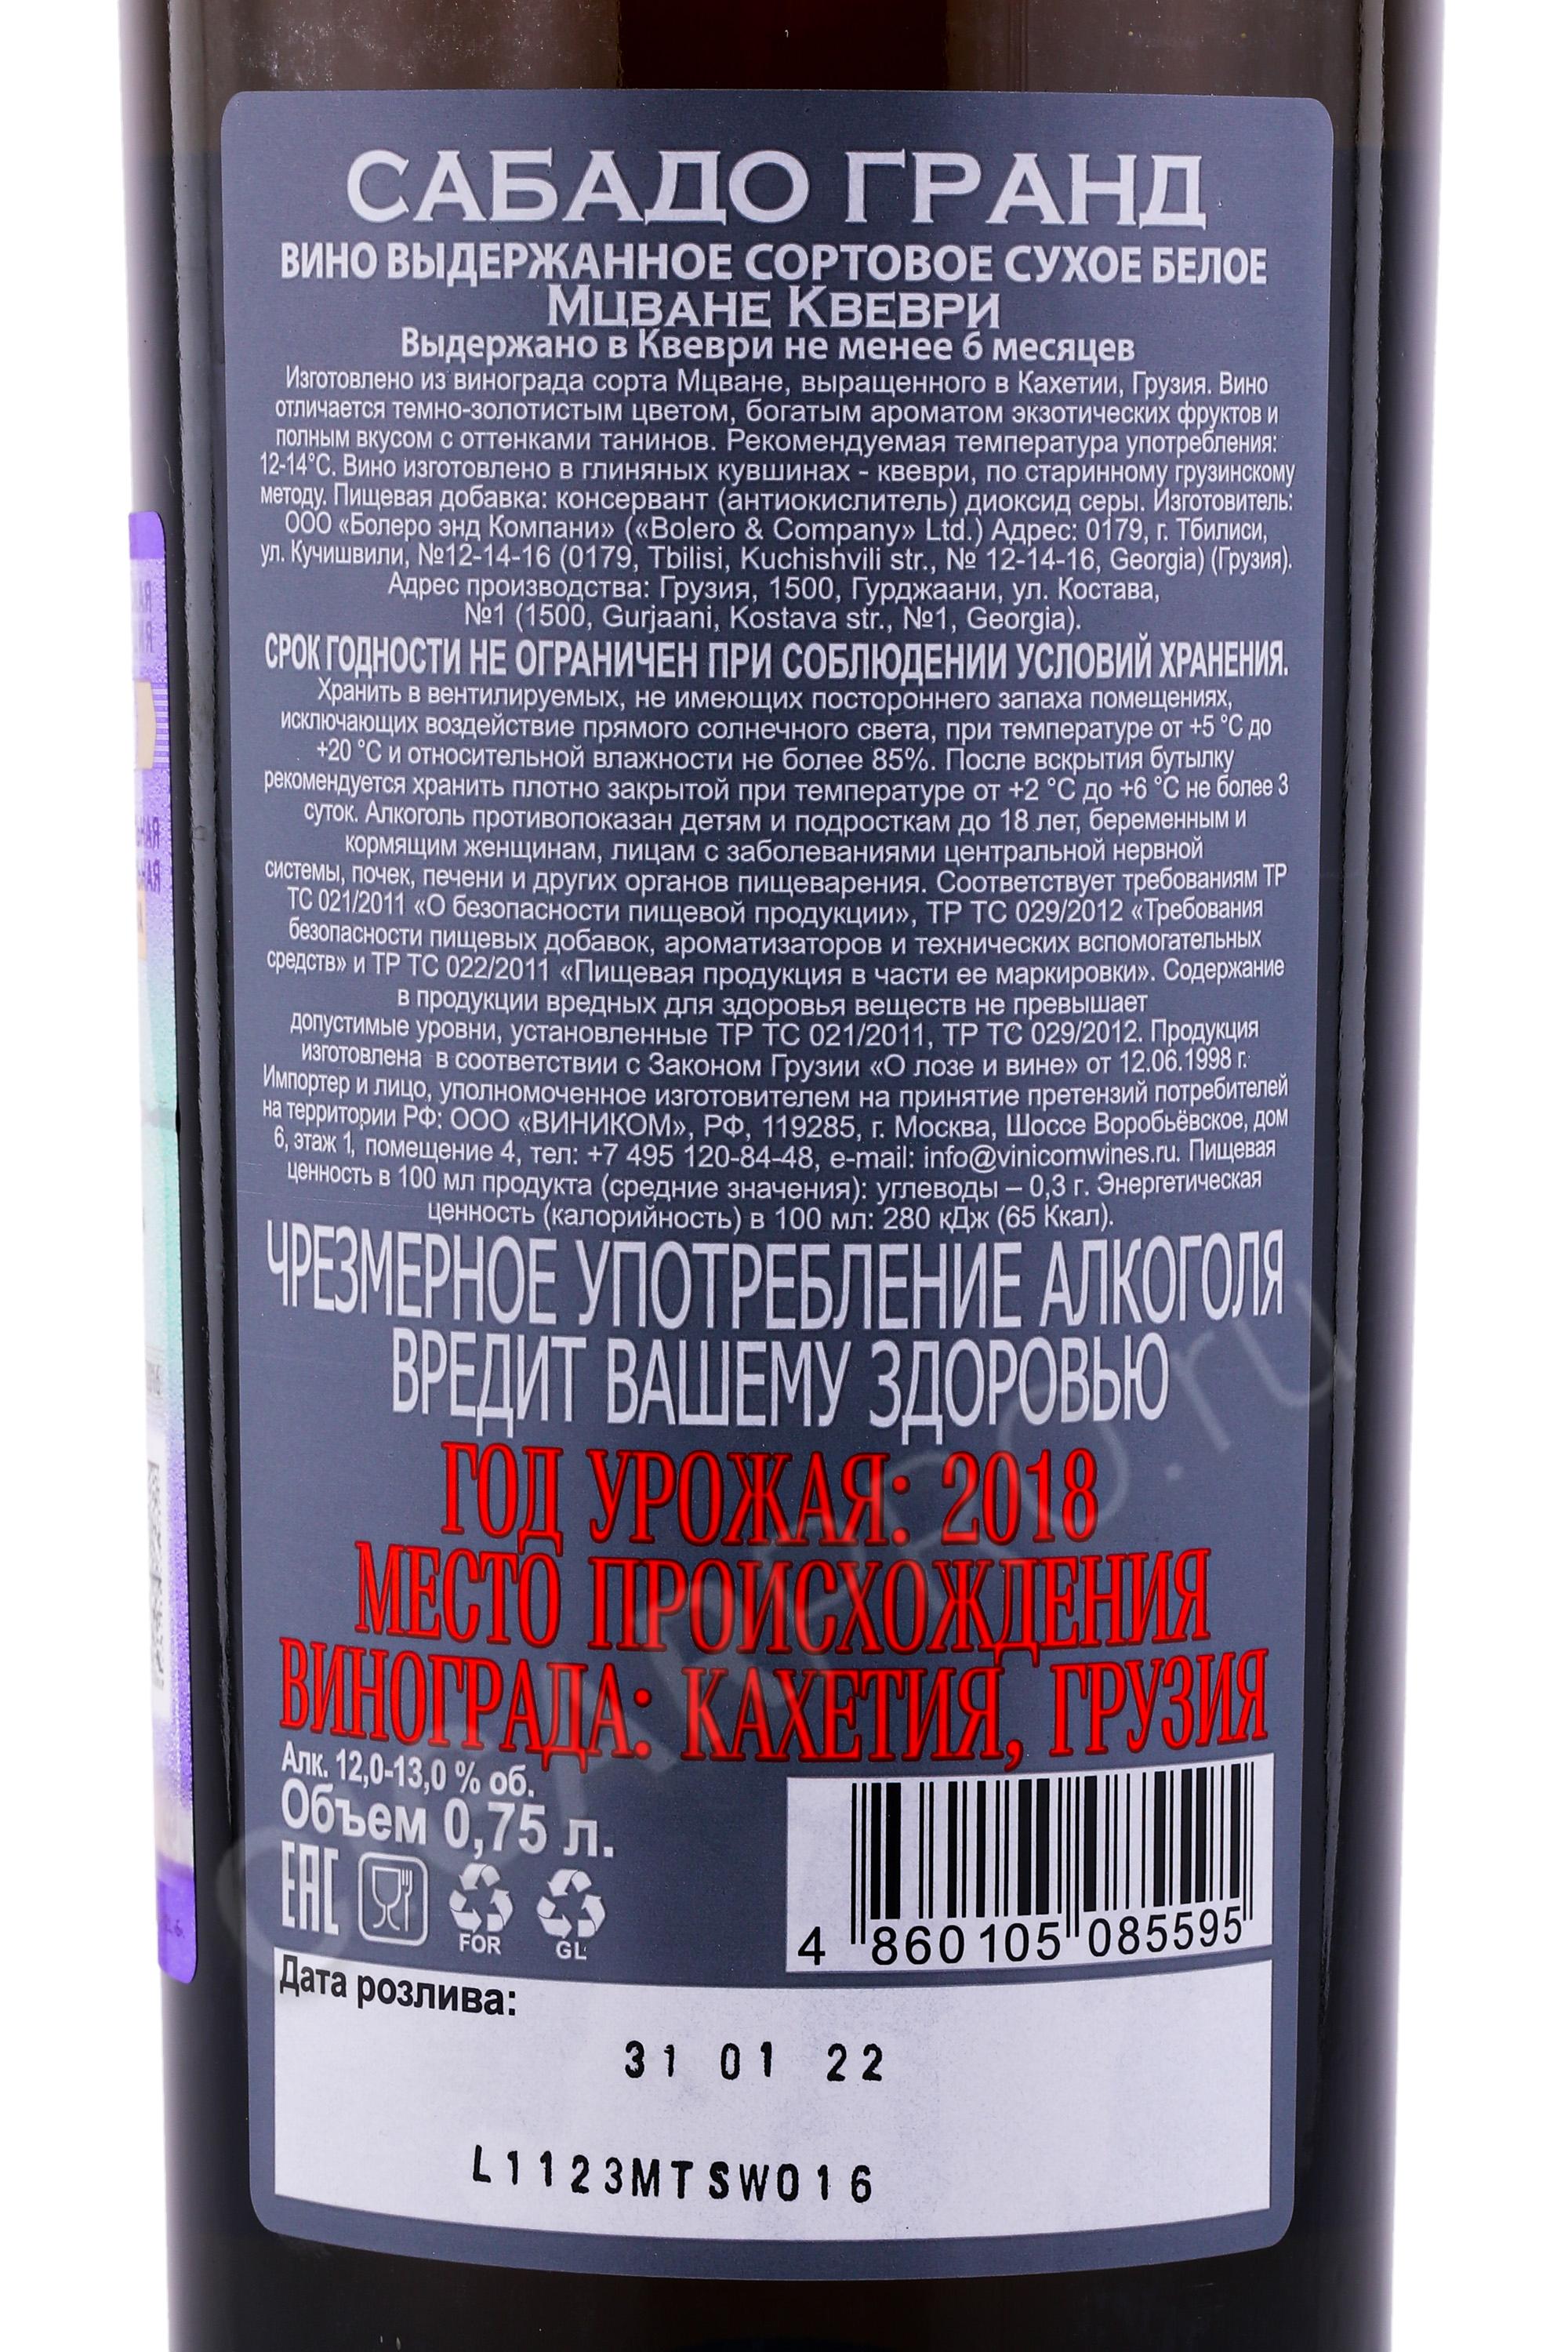 САБАДО ГРАНД
ВИНО ВЫДЕРЖАННОЕ СОРТОВОЕ СУХОЕ БЕЛОЕ
МЦВАНЕ КВЕВРИ
Выдержано в Квеври не менее 6 месяцев
Изготовлено из винограда сорта Мцване, выращенного в Кахетии, Грузия. Вино
отличается темно-золотистым цветом, богатым ароматом экзотических фруктов и
полным вкусом с оттенками танинов. Рекомендуемая температура употребления:
12-14°С. Вино изготовлено в глиняных кувшинах - квеври, по старинному грузинскому
методу. Пищевая добавка: консервант (антиокислитель) диоксид серы. Изготовитель:
ООО «Болеро энд Компани» («Bolero & Company» Ltd.) Адрес: 0179, г. Тбилиси,
ул. Кучишвили, №12-14-16 (0179, Tbilisi, Kuchishvili str., № 12-14-16, Georgia) (Грузия).
Адрес производства: Грузия, 1500, Гурджаани, ул. Костава,
№1 (1500, Gurjaani, Kostava str., №1, Georgia).
СРОК ГОДНОСТИ НЕ ОГРАНИЧЕН ПРИ СОБЛЮДЕНИИ УСЛОВИЙ ХРАНЕНИЯ.
Хранить в вентилируемых, не имеющих постороннего запаха помещениях,
исключающих воздействие прямого солнечного света, при температуре от +5 °С до
+20 °С и относительной влажности не более 85%. После вскрытия бутылку
рекомендуется хранить плотно закрытой при температуре от +2 °С до +6 °С не более 3
суток. Алкоголь противопоказан детям и подросткам до 18 лет, беременным и
кормящим женщинам, лицам с заболеваниями центральной нервной
системы, почек, печени и других органов пищеварения. Соответствует требованиям ТР
ТС 021/2011 «О безопасности пищевой продукции», ТР ТС 029/2012 «Требования
безопасности пищевых добавок, ароматизаторов и технических вспомогательных
средств» и ТР ТС 022/2011 «Пищевая продукция в части ее маркировки». Содержание
в продукции вредных для здоровья веществ не превышает
допустимые уровни, установленные ТР ТС 021/2011, ТР ТС 029/2012. Продукция
изготовлена в соответствии с Законом Грузии «О лозе и вине» от 12.06.1998 г.
Импортер и лицо, уполномоченное изготовителем на принятие претензий потребителей
на территории РФ: ООО «ВИНИКОМ», РФ, 119285, г. Москва, Шоссе Воробьёвское, дом
6, этаж 1, помещение 4, тел: +7 495 120-84-48, e-mail: info@vinicomwines.ru. Пищевая
ценность в 100 мл продукта (средние значения): углеводы – 0,3 г. Энергетическая
ценность (калорийность) в 100 мл: 280 кДж (65 Ккал).
ЧРЕЗМЕРНОЕ УПОТРЕБЛЕНИЕ АЛКОГОЛЯ
ВРЕДИТ ВАШЕМУ ЗДОРОВЬЮ
ГОД УРОЖАЯ: 2018
МЕСТО ПРОИСХОЖДЕНИЯ
ВИНОГРАДА: КАХЕТИЯ, ГРУЗИЯ
Алк. 12,0-13,0 % об.
Объем 0,75 л.
ЕАС
FOR
GL
4 860105 085595
Дата розлива:
31 01 22
L1123MTSW016